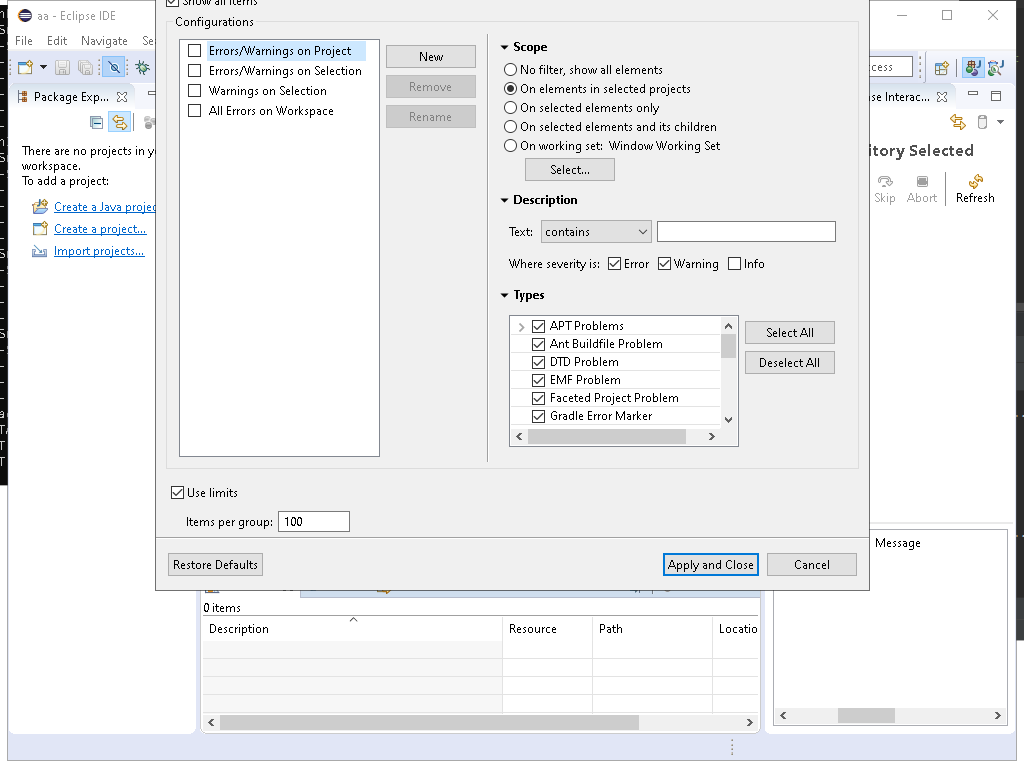 aa - Eclipse IDE
File Edit Navigate Se
Package Exp...
There are no projects in y
workspace.
To add a project:
Create a Java projec
Create a project...
Import projects...
Show all items
Configurations
Errors/Warnings on Project
Errors/Warnings on Selection
Warnings on Selection
All Errors on Workspace
New
Remove
Rename
Scope
No filter, show all elements
On elements in selected projects
On selected elements only
On selected elements and its children
On working set: Window Working Set
Select...
Description
Text: contains
Where severity is: Error Warning Info
Types
APT Problems
Ant Buildfile Problem
DTD Problem
EMF Problem
Faceted Project Problem
Gradle Error Marker
Select All
Deselect All
Use limits
Items per group: 100
Restore Defaults
Apply and Close
Cancel
cess
se Interac...
itory Selected
Skip Abort Refresh
Message
0 items
Description Resource Path Locatio